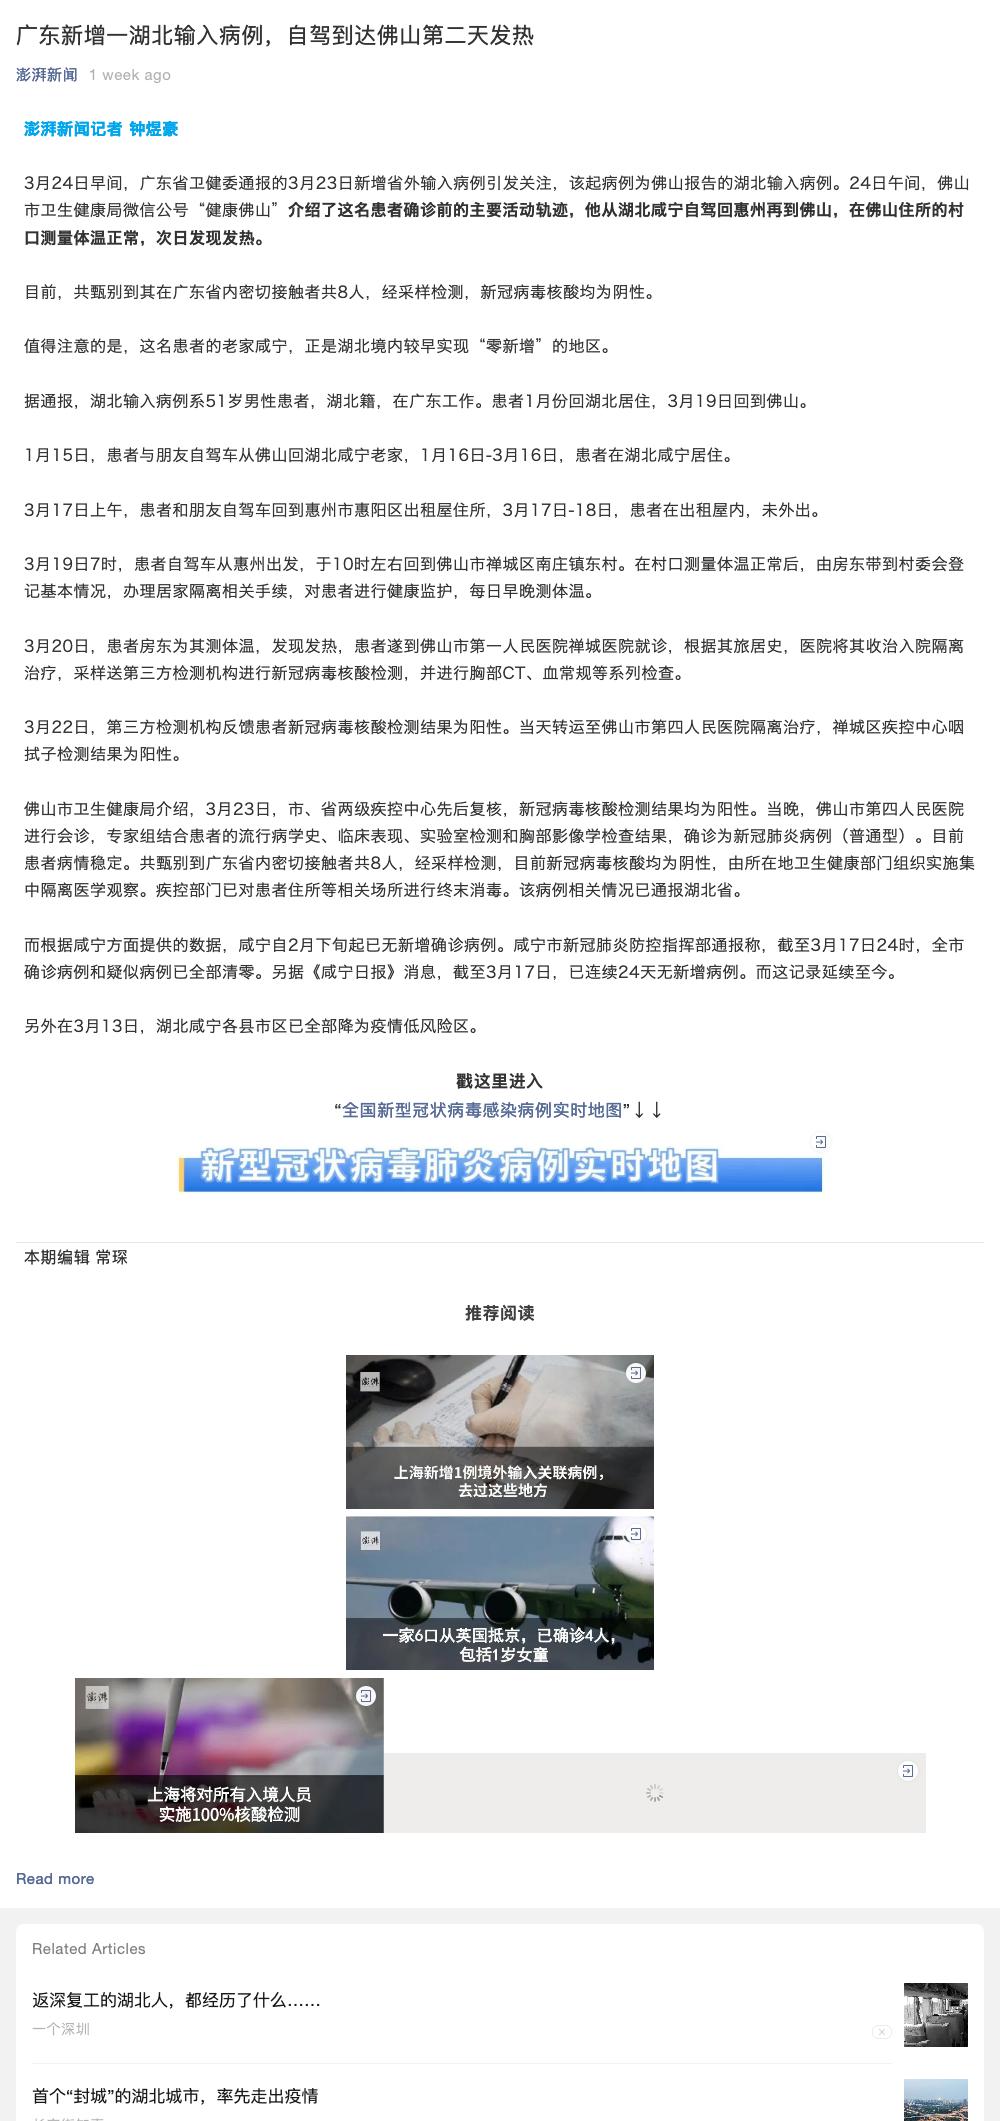 广东新增一湖北输入病例，自驾到达佛山第二天发热
澎湃新闻 1 week ago
澎湃新闻记者 钟煜豪
3月24日早间，广东省卫健委通报的3月23日新增省外输入病例引发关注，该起病例为佛山报告的湖北输入病例。24日午间，佛山
市卫生健康局微信公号“健康佛山”介绍了这名患者确诊前的主要活动轨迹，他从湖北咸宁自驾回惠州再到佛山，在佛山住所的村
口测量体温正常，次日发现发热。
目前，共甄别到其在广东省内密切接触者共8人，经采样检测，新冠病毒核酸均为阴性。
值得注意的是，这名患者的老家咸宁，正是湖北境内较早实现“零新增”的地区。
据通报，湖北输入病例系51岁男性患者，湖北籍，在广东工作。患者1月份回湖北居住，3月19日回到佛山。
1月15日，患者与朋友自驾车从佛山回湖北咸宁老家，1月16日-3月16日，患者在湖北咸宁居住。
3月17日上午，患者和朋友自驾车回到惠州市惠阳区出租屋住所，3月17日-18日，患者在出租屋内，未外出。
3月19日7时，患者自驾车从惠州出发，于10时左右回到佛山市禅城区南庄镇东村。在村口测量体温正常后，由房东带到村委会登
记基本情况，办理居家隔离相关手续，对患者进行健康监护，每日早晚测体温。
3月20日，患者房东为其测体温，发现发热，患者遂到佛山市第一人民医院禅城医院就诊，根据其旅居史，医院将其收治入院隔离
治疗，采样送第三方检测机构进行新冠病毒核酸检测，并进行胸部CT、血常规等系列检查。
3月22日，第三方检测机构反馈患者新冠病毒核酸检测结果为阳性。当天转运至佛山市第四人民医院隔离治疗，禅城区疾控中心咽
拭子检测结果为阳性。
佛山市卫生健康局介绍，3月23日，市、省两级疾控中心先后复核，新冠病毒核酸检测结果均为阳性。当晚，佛山市第四人民医院
进行会诊，专家组结合患者的流行病学史、临床表现、实验室检测和胸部影像学检查结果，确诊为新冠肺炎病例（普通型）。目前
患者病情稳定。共甄别到广东省内密切接触者共8人，经采样检测，目前新冠病毒核酸均为阴性，由所在地卫生健康部门组织实施集
中隔离医学观察。疾控部门已对患者住所等相关场所进行终末消毒。该病例相关情况已通报湖北省。
而根据咸宁方面提供的数据，咸宁自2月下旬起已无新增确诊病例。咸宁市新冠肺炎防控指挥部通报称，截至3月17日24时，全市
确诊病例和疑似病例已全部清零。另据《咸宁日报》消息，截至3月17日，已连续24天无新增病例。而这记录延续至今。
另外在3月13日，湖北咸宁各县市区已全部降为疫情低风险区。
戳这里进入
“全国新型冠状病毒感染病例实时地图”↓↓
新型冠状病毒肺炎病例实时地图
本期编辑 常琛
推荐阅读
澎湃
上海新增1例境外输入关联病例，
去过这些地方
澎湃
一家6口从英国抵京，已确诊4人，
包括1岁女童
澎湃
上海将对所有入境人员
实施100%核酸检测
Read more
Related Articles
返深复工的湖北人，都经历了什么……
一个深圳
首个“封城”的湖北城市，率先走出疫情